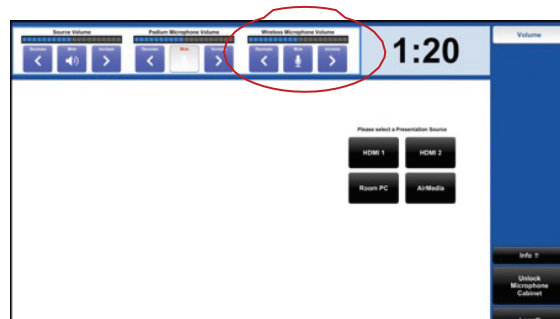 Source Volume
Decrease Mute Increase
Podium Microphone Volume
Decrease Mute Increase
Wireless Microphone Volume
Decrease Mute Increase
1:20
Volume
Please select a Presentation Source
HDMI 1
HDMI 2
Room PC
AirMedia
Info ?
Unlock
Microphone
Cabinet